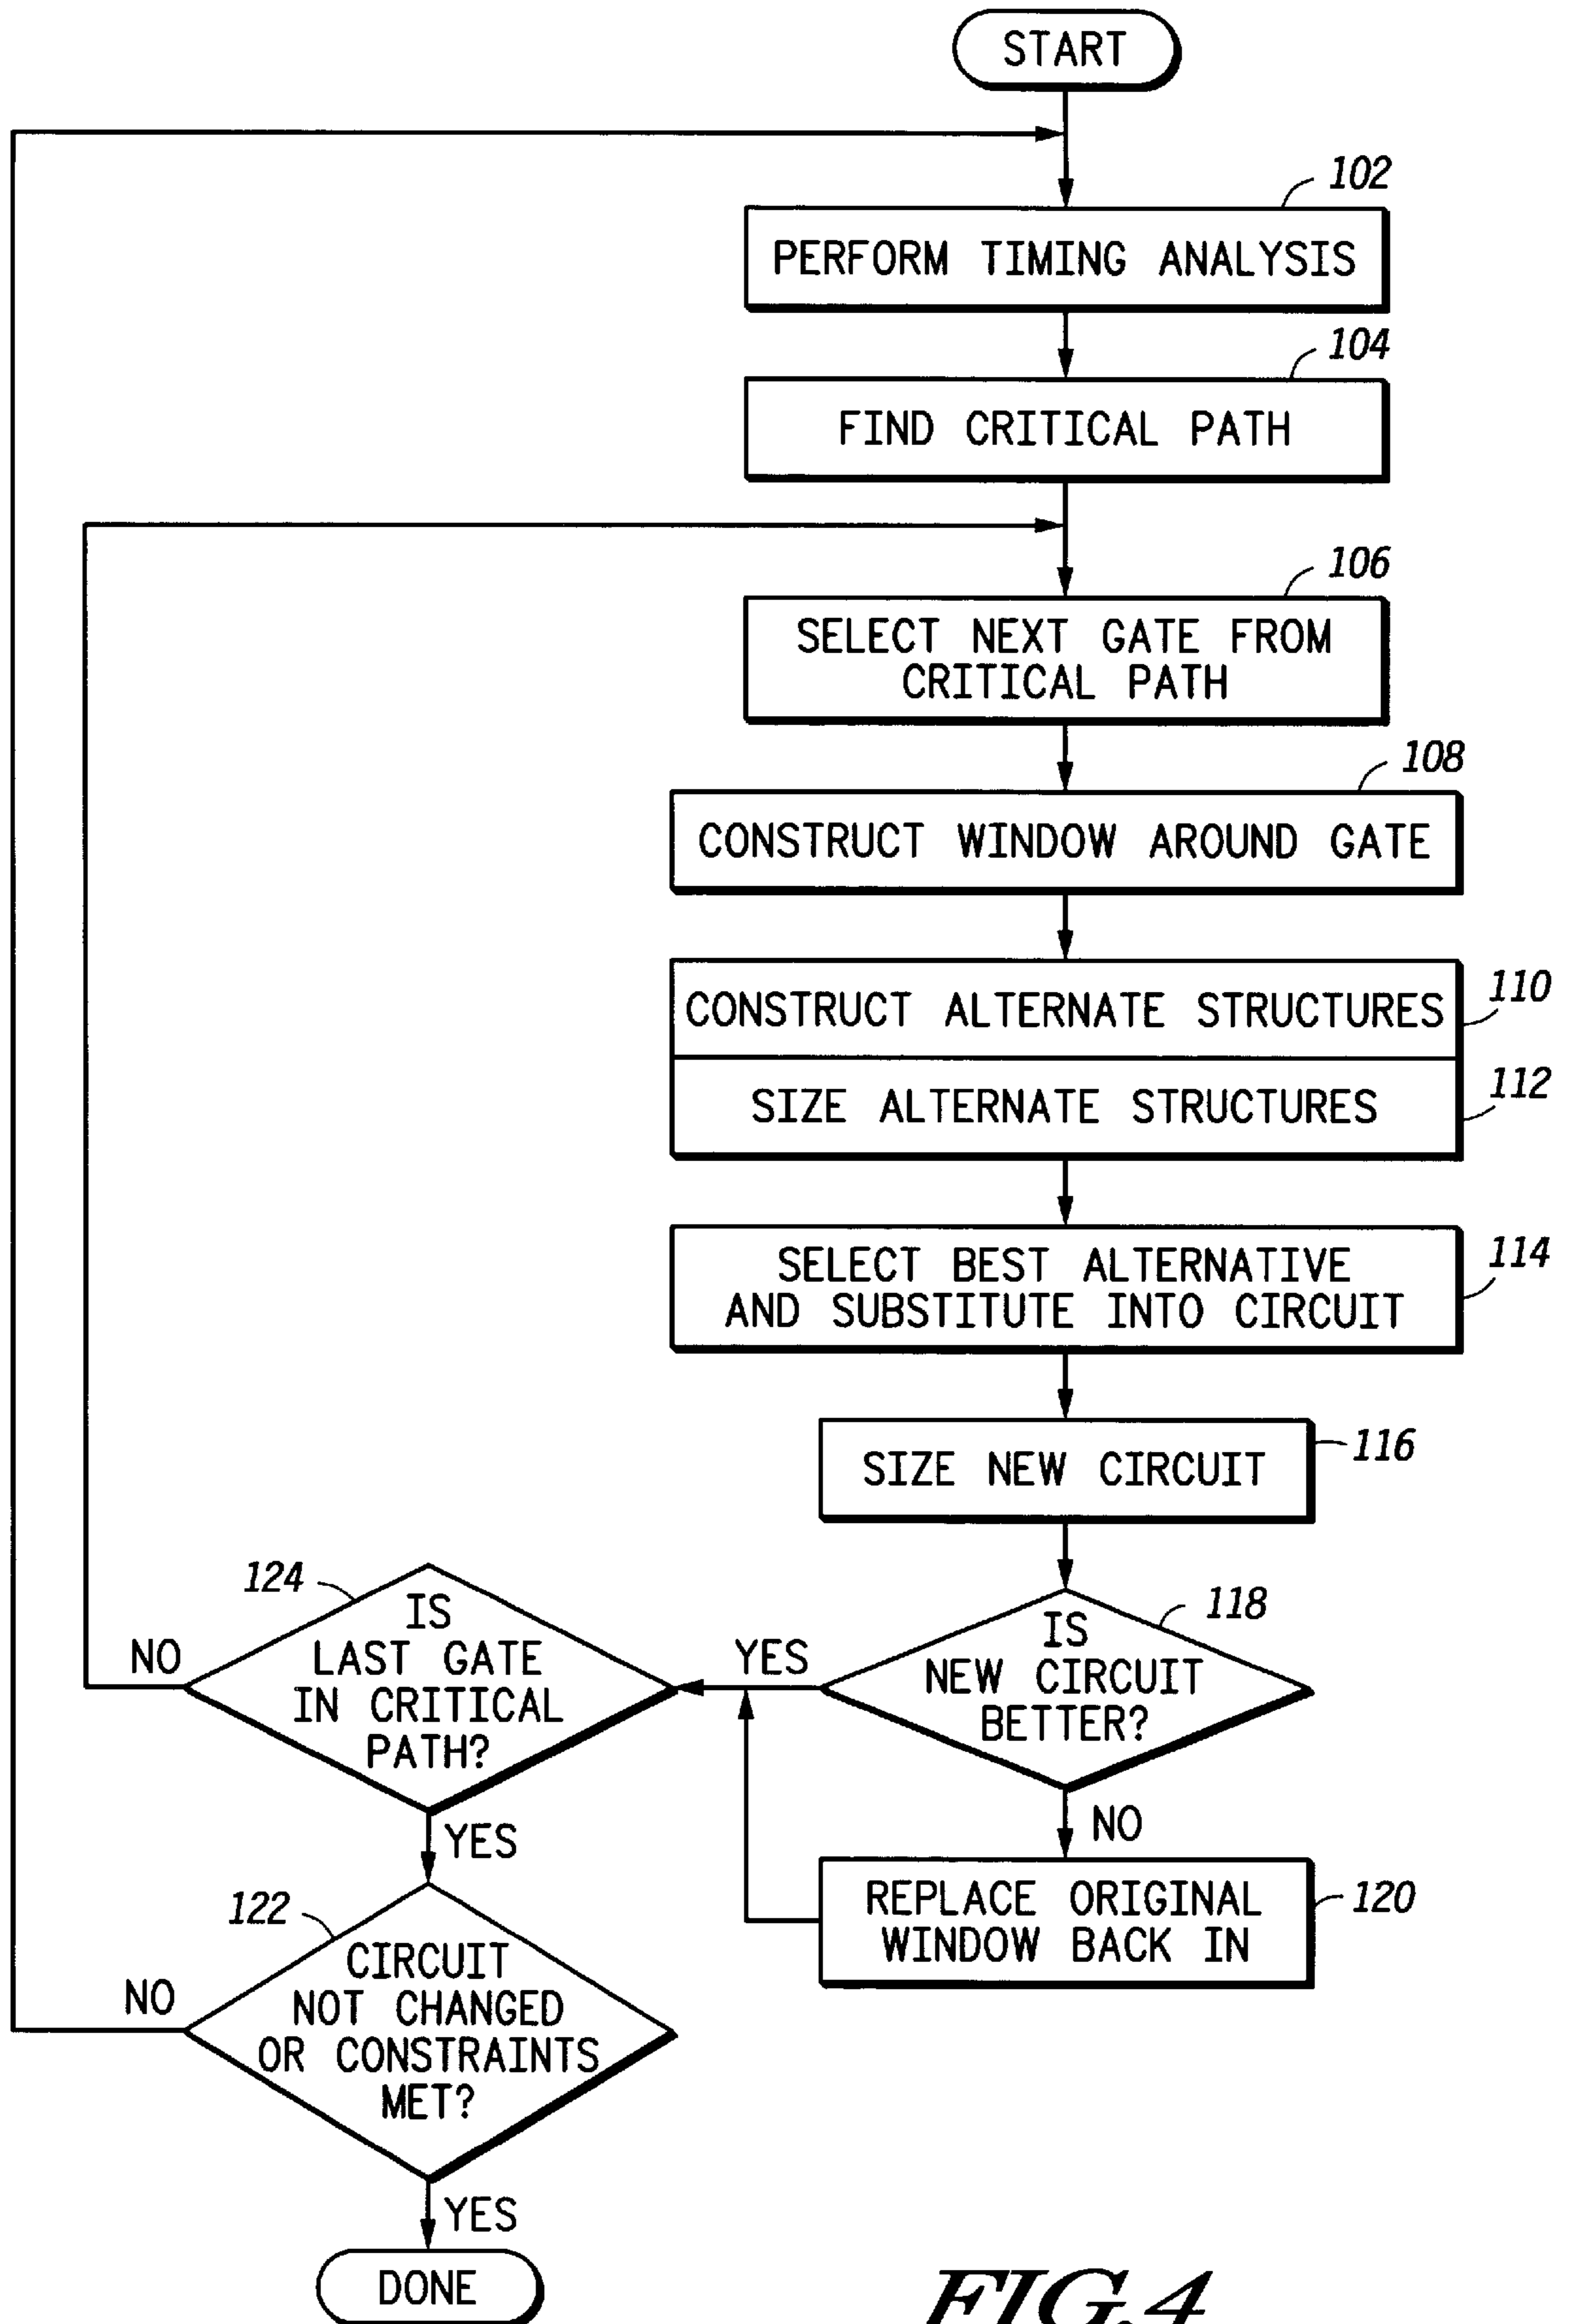 START
102
PERFORM TIMING ANALYSIS
104
FIND CRITICAL PATH
106
SELECT NEXT GATE FROM
CRITICAL PATH
108
CONSTRUCT WINDOW AROUND GATE
CONSTRUCT ALTERNATE STRUCTURES
110
SIZE ALTERNATE STRUCTURES
112
SELECT BEST ALTERNATIVE
AND SUBSTITUTE INTO CIRCUIT
114
SIZE NEW CIRCUIT
116
118
IS
NEW CIRCUIT
BETTER?
YES
NO
REPLACE ORIGINAL
WINDOW BACK IN
120
124
IS
LAST GATE
IN CRITICAL
PATH?
NO
YES
122
CIRCUIT
NOT CHANGED
OR CONSTRAINTS
MET?
NO
YES
DONE
FIG.4